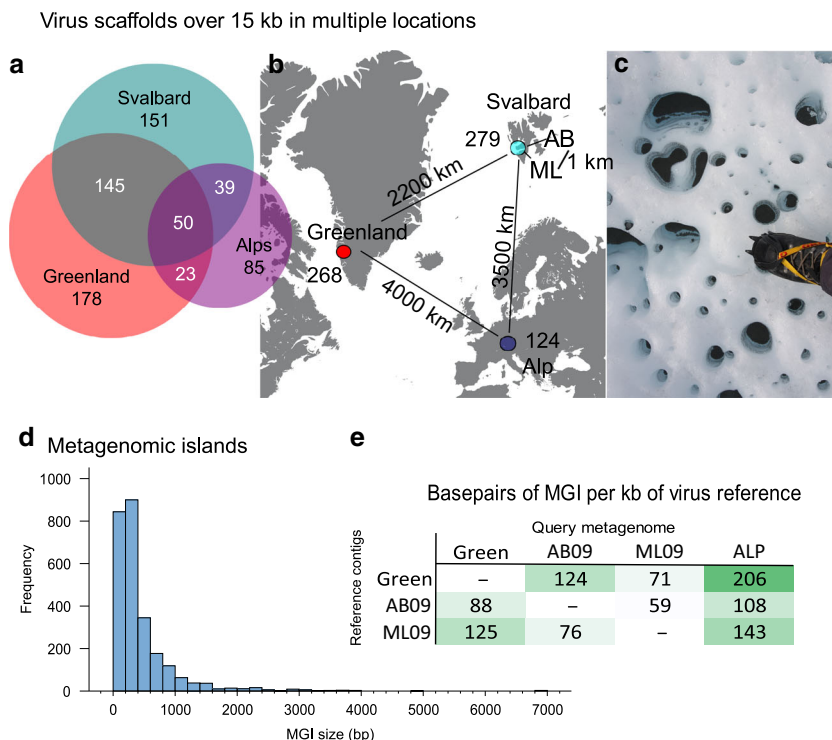 Virus scaffolds over 15 kb in multiple locations
a
Svalbard
151
145
39
50
Alps
85
23
Greenland
178
b
Svalbard
279
AB
ML
1 km
2200 km
Greenland
268
3500 km
4000 km
124
Alp
c
d
Metagenomic islands
Frequency
1000
800
600
400
200
0
0
1000
2000
3000
4000
5000
6000
7000
MGI size (bp)
e
Basepairs of MGI per kb of virus reference
Query metagenome
Green AB09 ML09 ALP
Reference contigs
Green – 124 71 206
AB09 88 – 59 108
ML09 125 76 – 143